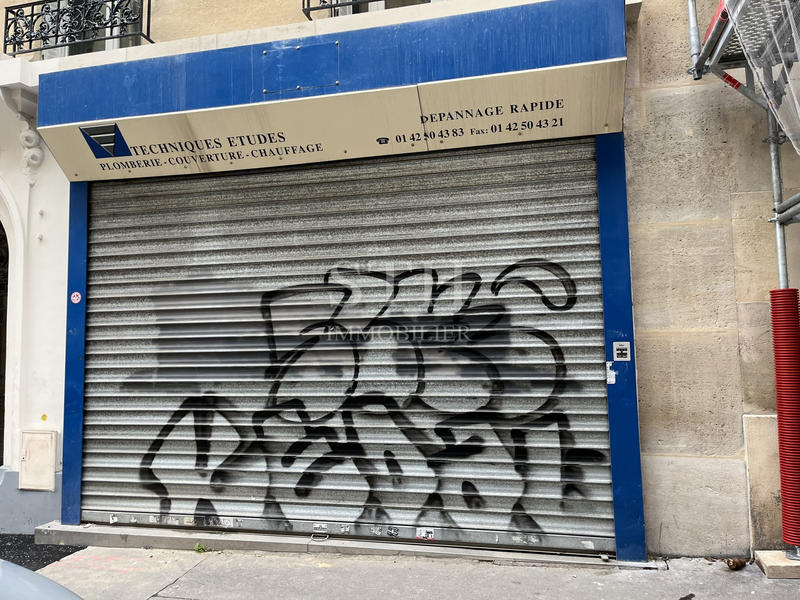 TECHNIQUES ETUDES
PLOMBERIE - COUVERTURE - CHAUFFAGE
DEPANNAGE RAPIDE
☎ 01 42 50 43 83 Fax: 01 42 50 43 21
IMMOBILIER